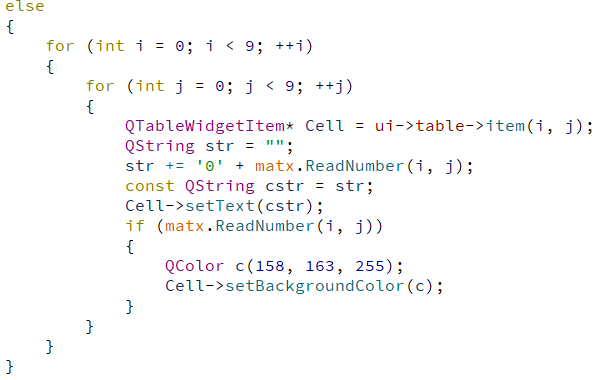 else
{
    for (int i = 0; i < 9; ++i)
    {
        for (int j = 0; j < 9; ++j)
        {
            QTableWidgetItem* Cell = ui->table->item(i, j);
            QString str = "";
            str += '0' + matx.ReadNumber(i, j);
            const QString cstr = str;
            Cell->setText(cstr);
            if (matx.ReadNumber(i, j))
            {
                QColor c(158, 163, 255);
                Cell->setBackgroundColor(c);
            }
        }
    }
}